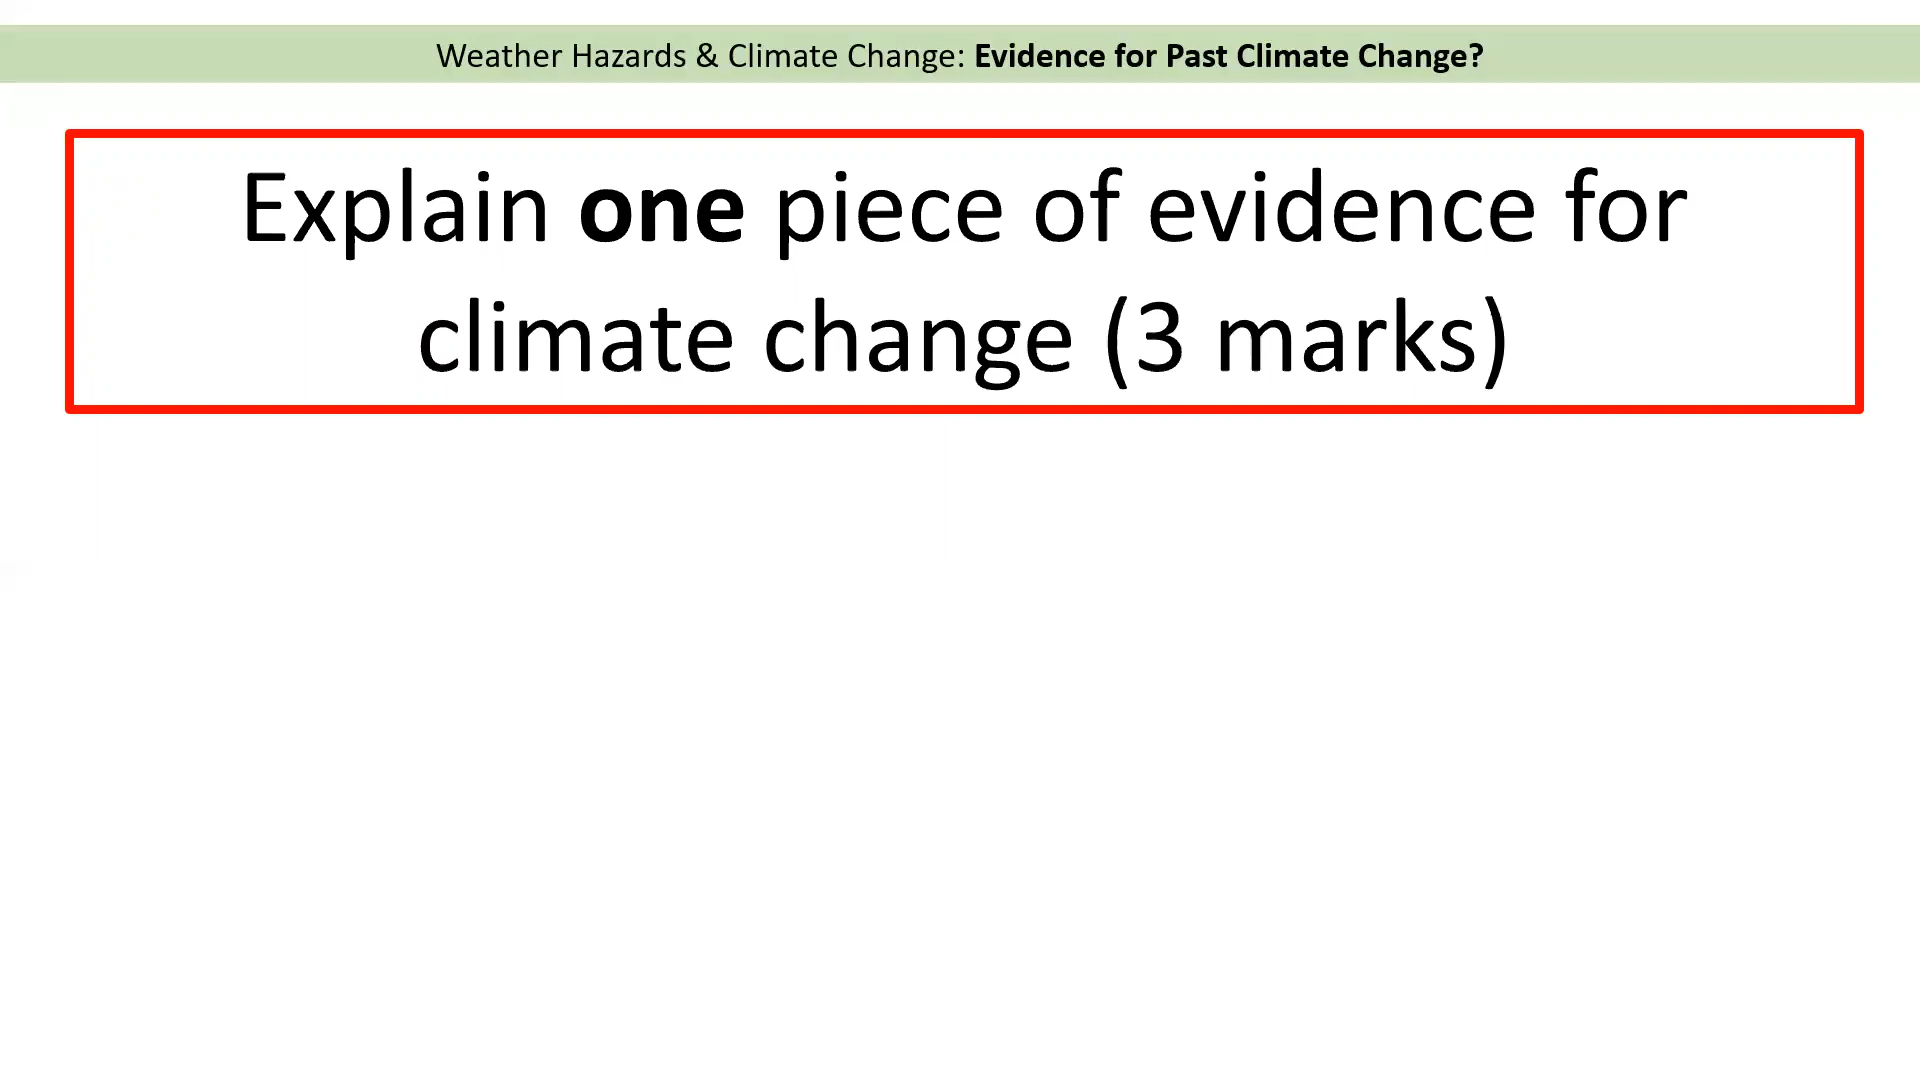 Weather Hazards & Climate Change: Evidence for Past Climate Change?
Explain one piece of evidence for
climate change (3 marks)